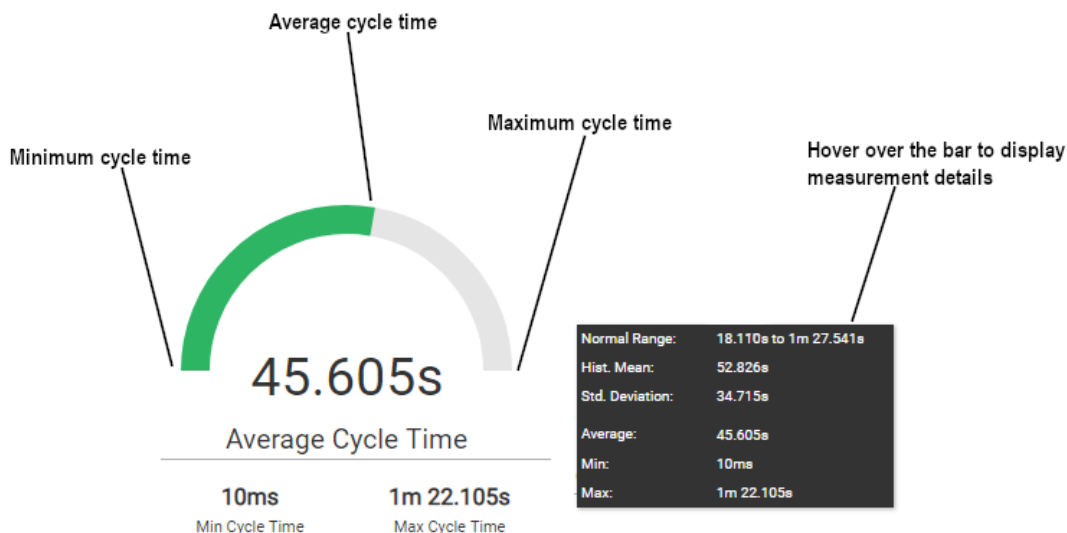 Average cycle time
Maximum cycle time
Minimum cycle time
Hover over the bar to display
measurement details
45.605s
Average Cycle Time
10ms
Min Cycle Time
1m 22.105s
Max Cycle Time
Normal Range: 18.110s to 1m 27.541s
Hist. Mean: 52.826s
Std. Deviation: 34.715s
Average: 45.605s
Min: 10ms
Max: 1m 22.105s